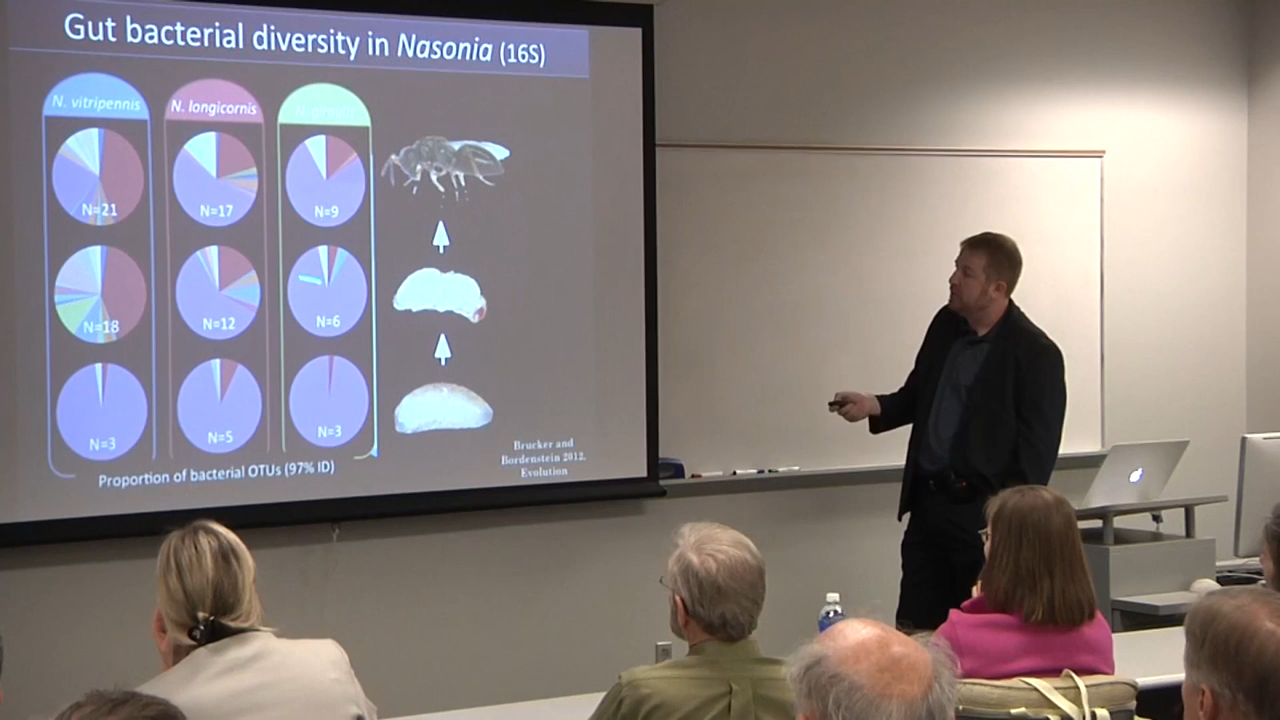 Gut bacterial diversity in Nasonia (16S)
N. vitripennis
N. longicornis
N=21
N=17
N=9
N=18
N=12
N=6
N=3
N=5
N=3
Proportion of bacterial OTUs (97% ID)
Brucker and
Bordenstein 2012.
Evolution